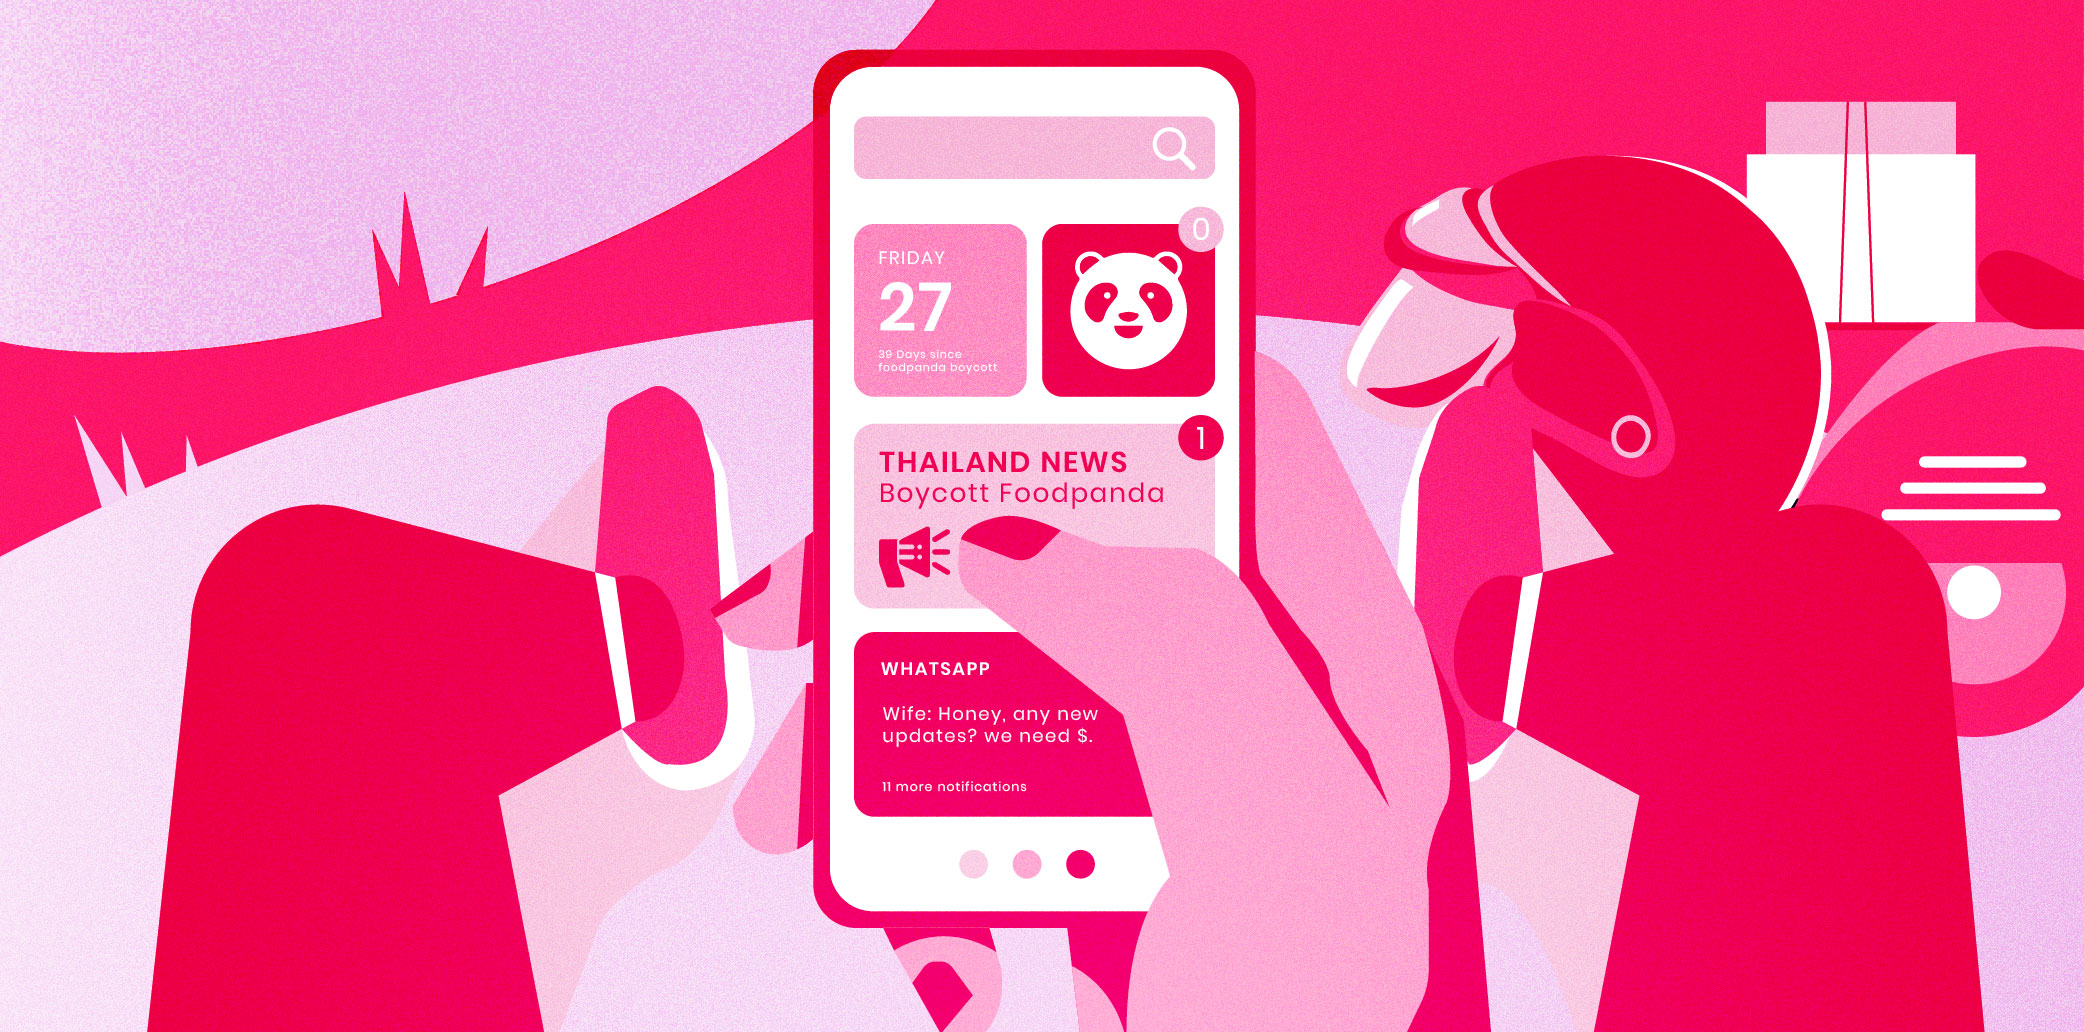 0
FRIDAY
27
39 Days since
foodpanda boycott
1
THAILAND NEWS
Boycott Foodpanda
WHATSAPP
Wife: Honey, any new
updates? we need $.
11 more notifications